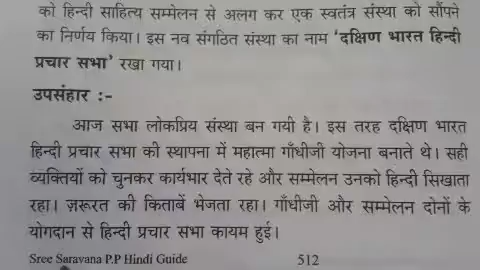 को हिन्दी साहित्य सम्मेलन से अलग कर एक स्वतंत्र संस्था को सौंपने
का निर्णय किया। इस नव संगठित संस्था का नाम 'दक्षिण भारत हिन्दी
प्रचार सभा' रखा गया।
उपसंहार :-
आज सभा लोकप्रिय संस्था बन गयी है। इस तरह दक्षिण भारत
हिन्दी प्रचार सभा की स्थापना में महात्मा गाँधीजी योजना बनाते थे। सही
व्यक्तियों को चुनकर कार्यभार देते रहे और सम्मेलन उनको हिन्दी सिखाता
रहा। ज़रूरत की किताबें भेजता रहा। गाँधीजी और सम्मेलन दोनों के
योगदान से हिन्दी प्रचार सभा कायम हुई।
Sree Saravana P.P Hindi Guide 512